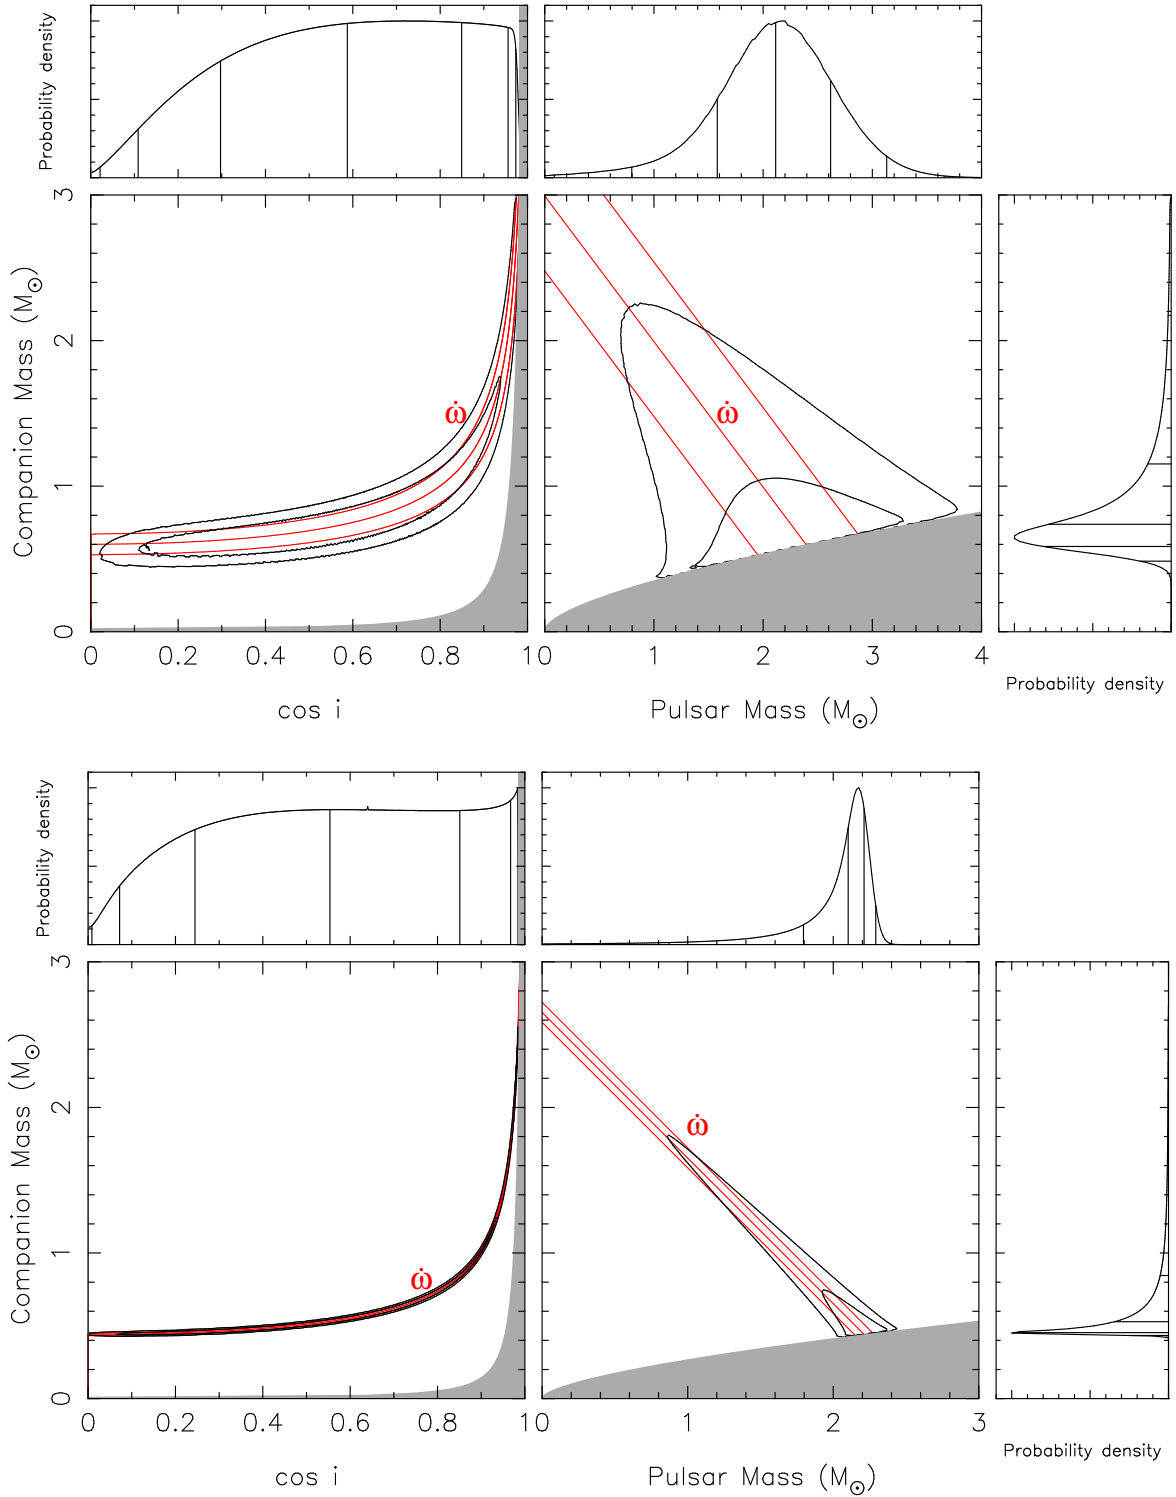 Probability density
Companion Mass (M⊙)
3
2
1
0
ω̇
ω̇
0 0.2 0.4 0.6 0.8 1 0 1 2 3 4
cos i
Pulsar Mass (M⊙)
Probability density
Probability density
Companion Mass (M⊙)
3
2
1
0
ω̇
ω̇
0 0.2 0.4 0.6 0.8 1 0 1 2 3
cos i
Pulsar Mass (M⊙)
Probability density